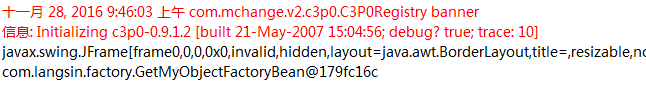 十一月 28, 2016 9:46:03 上午 com.mchange.v2.c3p0.C3P0Registry banner
信息: Initializing c3p0-0.9.1.2 [built 21-May-2007 15:04:56; debug? true; trace: 10]
javax.swing.JFrame[frame0,0,0,0x0,invalid,hidden,layout=java.awt.BorderLayout,title=,resizable,no
com.langsin.factory.GetMyObjectFactoryBean@179fc16c